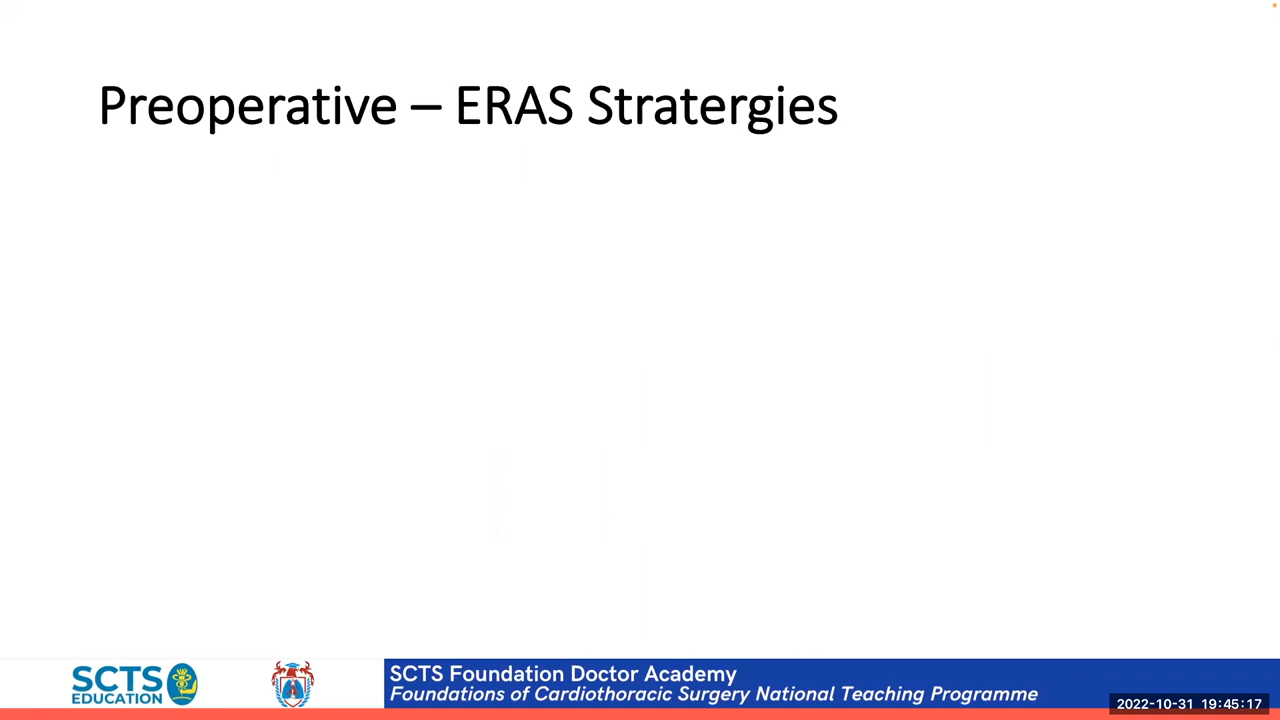 Preoperative – ERAS Stratergies
SCTS
EDUCATION
SCTS Foundation Doctor Academy
Foundations of Cardiothoracic Surgery National Teaching Programme
2022-10-31 19:45:17